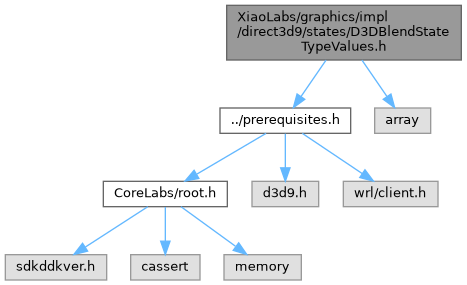 XiaoLabs/graphics/impl
/direct3d9/states/D3DBlendState
TypeValues.h
../prerequisites.h
array
CoreLabs/root.h
d3d9.h
wrl/client.h
sdkddkver.h
cassert
memory